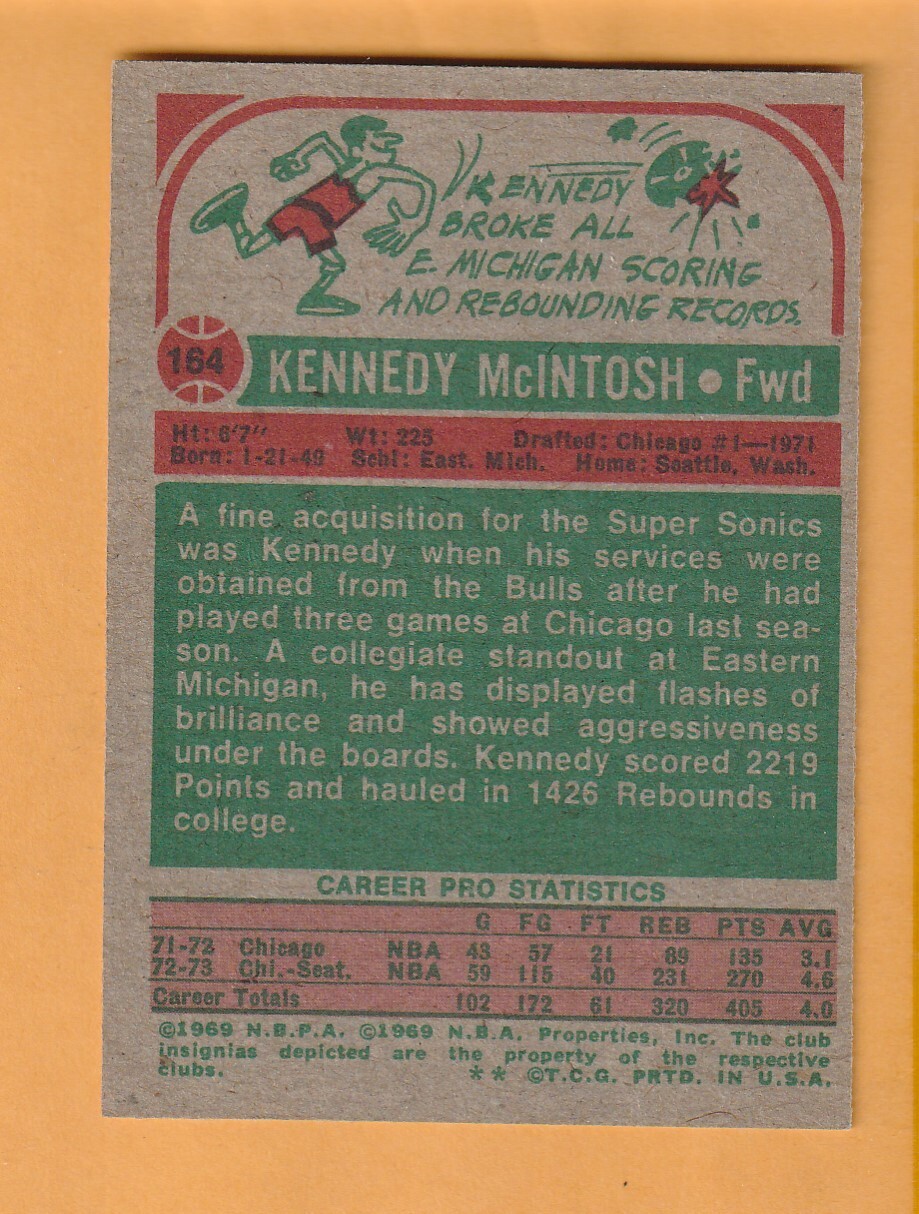 KENNEDY
BROKE ALL
E. MICHIGAN SCORING
AND REBOUNDING RECORDS.
164
KENNEDY McINTOSH • Fwd
Ht: 6'7" Wt: 225 Drafted: Chicago #1—1971
Born: 1-21-49 Schl: East. Mich. Home: Seattle, Wash.
A fine acquisition for the Super Sonics
was Kennedy when his services were
obtained from the Bulls after he had
played three games at Chicago last sea-
son. A collegiate standout at Eastern
Michigan, he has displayed flashes of
brilliance and showed aggressiveness
under the boards. Kennedy scored 2219
Points and hauled in 1426 Rebounds in
college.
CAREER PRO STATISTICS
G FG FT REB PTS AVG
71-72 Chicago NBA 43 57 21 89 135 3.1
72-73 Chi.-Seat. NBA 59 115 40 231 270 4.6
Career Totals 102 172 61 320 405 4.0
©1969 N.B.P.A. ©1969 N.B.A. Properties, Inc. The club
insignias depicted are the property of the respective
clubs. ** ©T.C.G. PRTD. IN U.S.A.